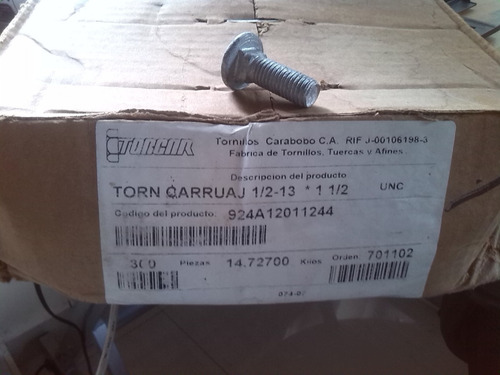 TORCAR
Tornillos Carabobo C.A. RIF J-00106198-3
Fabrica de Tornillos, Tuercas y Afines
Descripcion del producto
TORN CARRUAJ 1/2-13 * 1 1/2 UNC
Codigo del producto: 924A12011244
300 Piezas 14.72700 Kilos Orden 701102